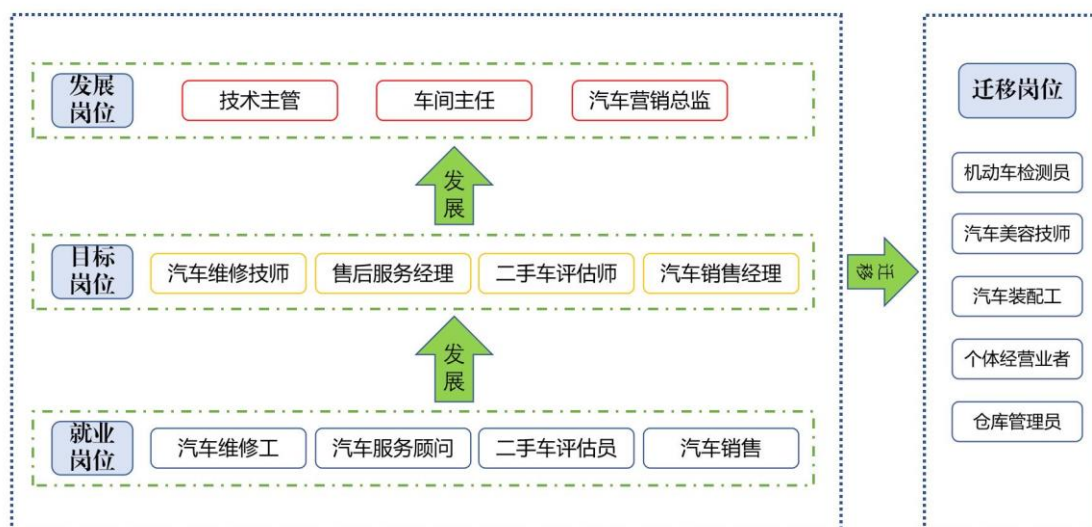 发展
岗位
技术主管
车间主任
汽车营销总监
发
展
目标
岗位
汽车维修技师
售后服务经理
二手车评估师
汽车销售经理
发
展
就业
岗位
汽车维修工
汽车服务顾问
二手车评估员
汽车销售
迁
移
迁移岗位
机动车检测员
汽车美容技师
汽车装配工
个体经营业者
仓库管理员